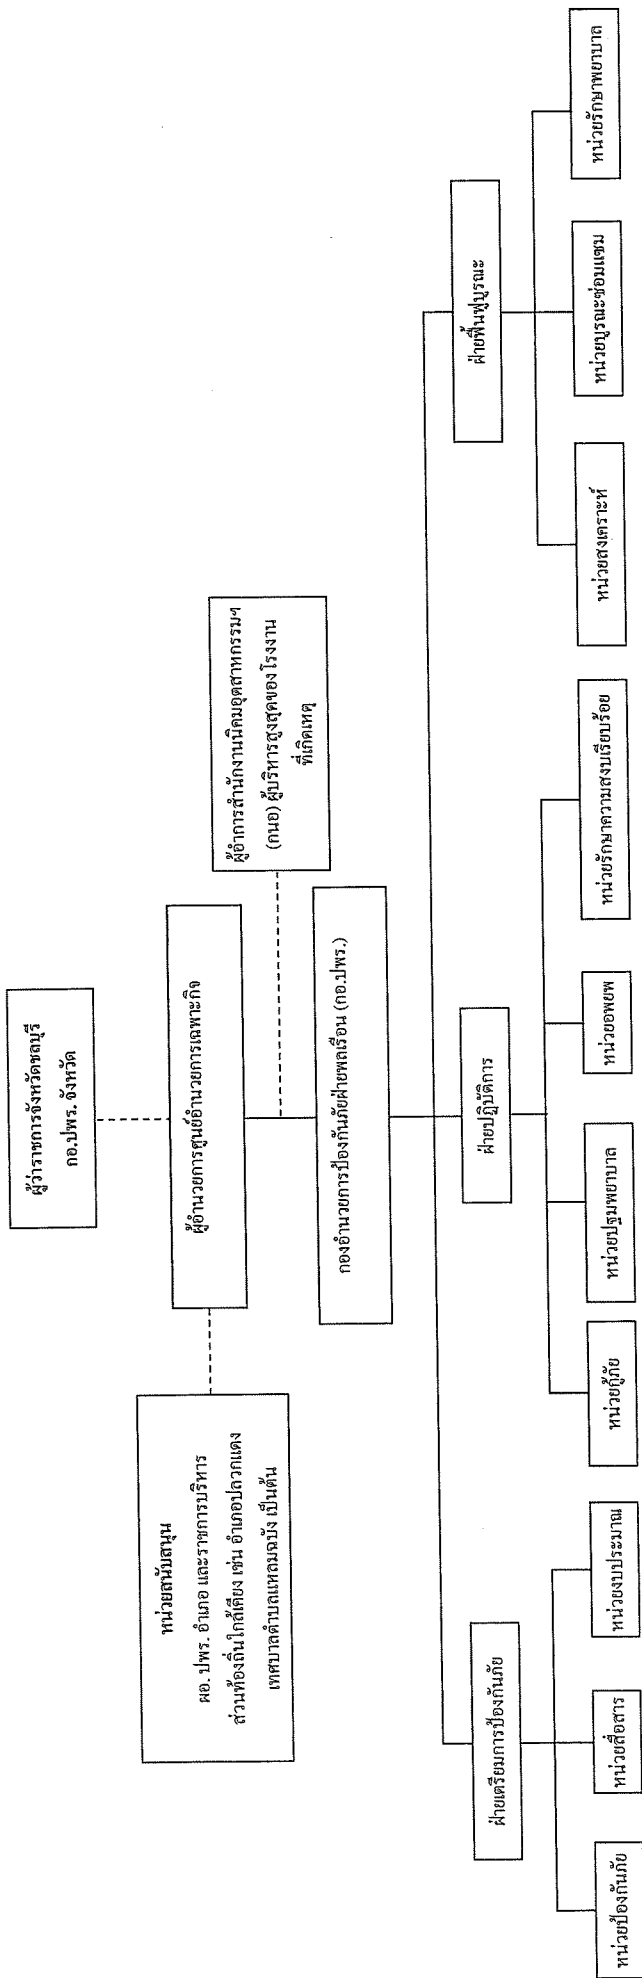 ผู้ว่าราชการจังหวัดชลบุรี
กอ.ปพร. จังหวัด
ผู้อำนวยการศูนย์อำนวยการเฉพาะกิจ
หน่วยสนับสนุน
ผอ. ปพร. อำเภอ และราชการบริหาร
ส่วนท้องถิ่นใกล้เคียง เช่น อำเภอปลวกแดง
เทศบาลตำบลแหลมฉบัง เป็นต้น
ผู้อำการสำนักงานนิคมอุตสาหกรรมฯ
(กนอ) ผู้บริหารสูงสุดของโรงงาน
ที่เกิดเหตุ
กองอำนวยการป้องกันภัยฝ่ายพลเรือน (กอ.ปพร.)
ฝ่ายเตรียมการป้องกันภัย
ฝ่ายปฏิบัติการ
ฝ่ายฟื้นฟูบูรณะ
หน่วยป้องกันภัย
หน่วยสื่อสาร
หน่วยงบประมาณ
หน่วยกู้ภัย
หน่วยปฐมพยาบาล
หน่วยอพยพ
หน่วยรักษาความสงบเรียบร้อย
หน่วยสงเคราะห์
หน่วยบูรณะซ่อมแซม
หน่วยรักษาพยาบาล